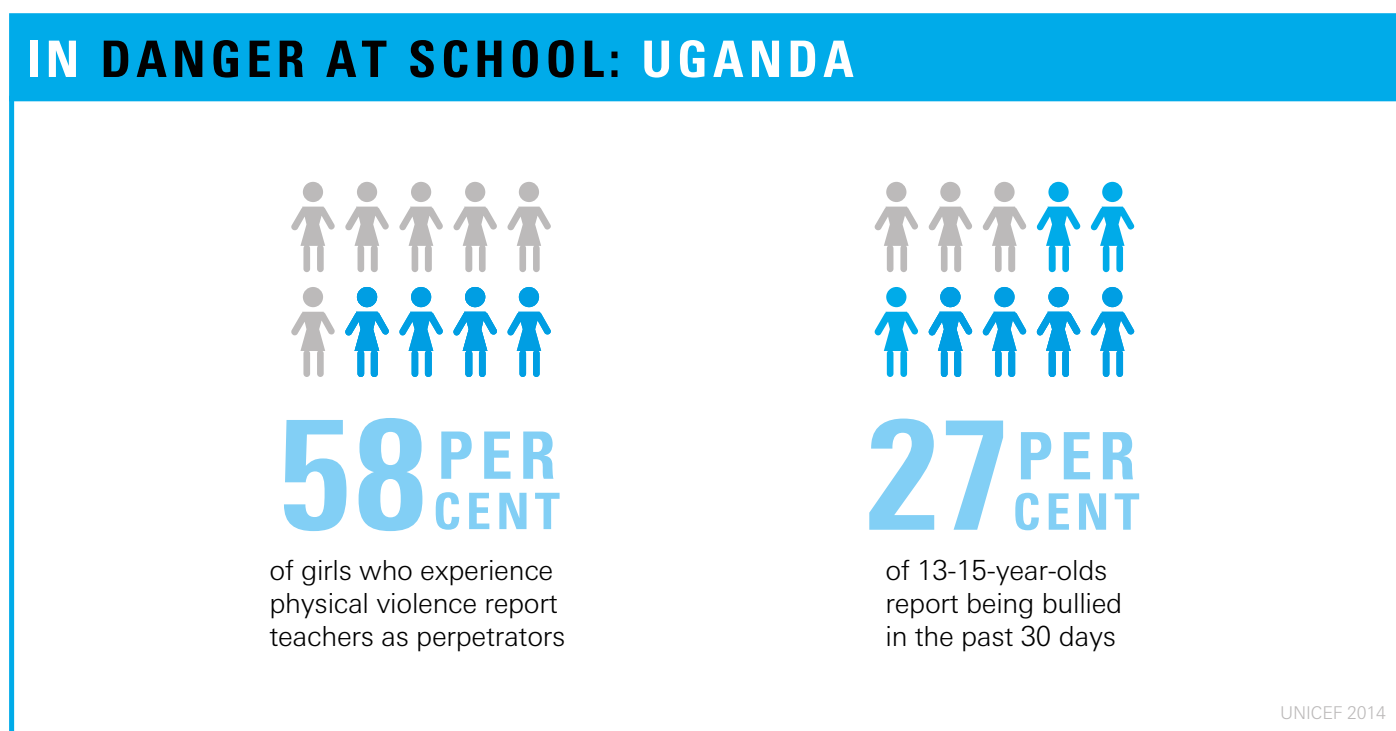 IN DANGER AT SCHOOL: UGANDA
58 PER CENT
of girls who experience
physical violence report
teachers as perpetrators
27 PER CENT
of 13-15-year-olds
report being bullied
in the past 30 days
UNICEF 2014